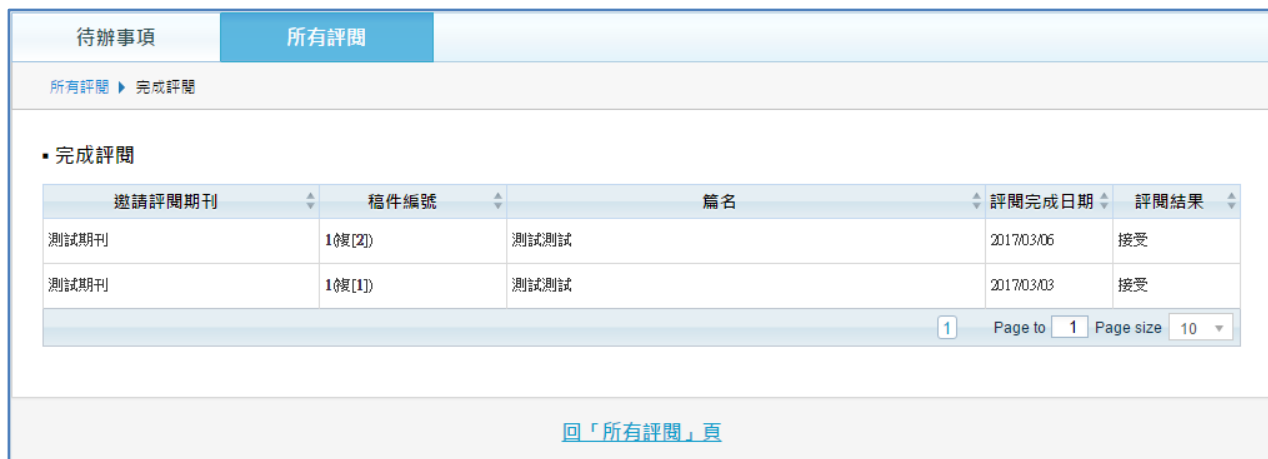 待辦事項 所有評閱
所有評閱 ▶ 完成評閱
▪ 完成評閱
邀請評閱期刊 稿件編號 篇名 評閱完成日期 評閱結果
測試期刊 1(複[2]) 測試測試 2017/03/06 接受
測試期刊 1(複[1]) 測試測試 2017/03/03 接受
1 Page to 1 Page size 10
回「所有評閱」頁